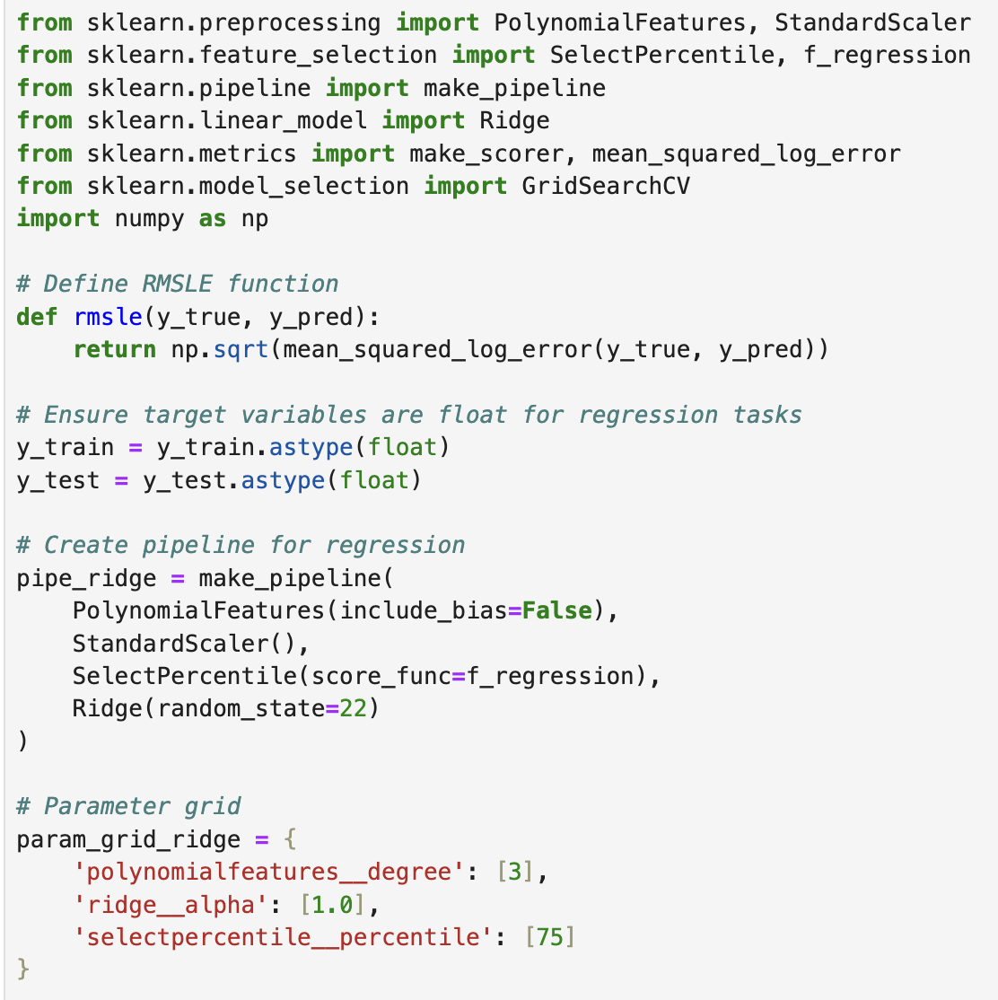 from sklearn.preprocessing import PolynomialFeatures, StandardScaler
from sklearn.feature_selection import SelectPercentile, f_regression
from sklearn.pipeline import make_pipeline
from sklearn.linear_model import Ridge
from sklearn.metrics import make_scorer, mean_squared_log_error
from sklearn.model_selection import GridSearchCV
import numpy as np

# Define RMSLE function
def rmsle(y_true, y_pred):
    return np.sqrt(mean_squared_log_error(y_true, y_pred))

# Ensure target variables are float for regression tasks
y_train = y_train.astype(float)
y_test = y_test.astype(float)

# Create pipeline for regression
pipe_ridge = make_pipeline(
    PolynomialFeatures(include_bias=False),
    StandardScaler(),
    SelectPercentile(score_func=f_regression),
    Ridge(random_state=22)
)

# Parameter grid
param_grid_ridge = {
    'polynomialfeatures__degree': [3],
    'ridge__alpha': [1.0],
    'selectpercentile__percentile': [75]
}